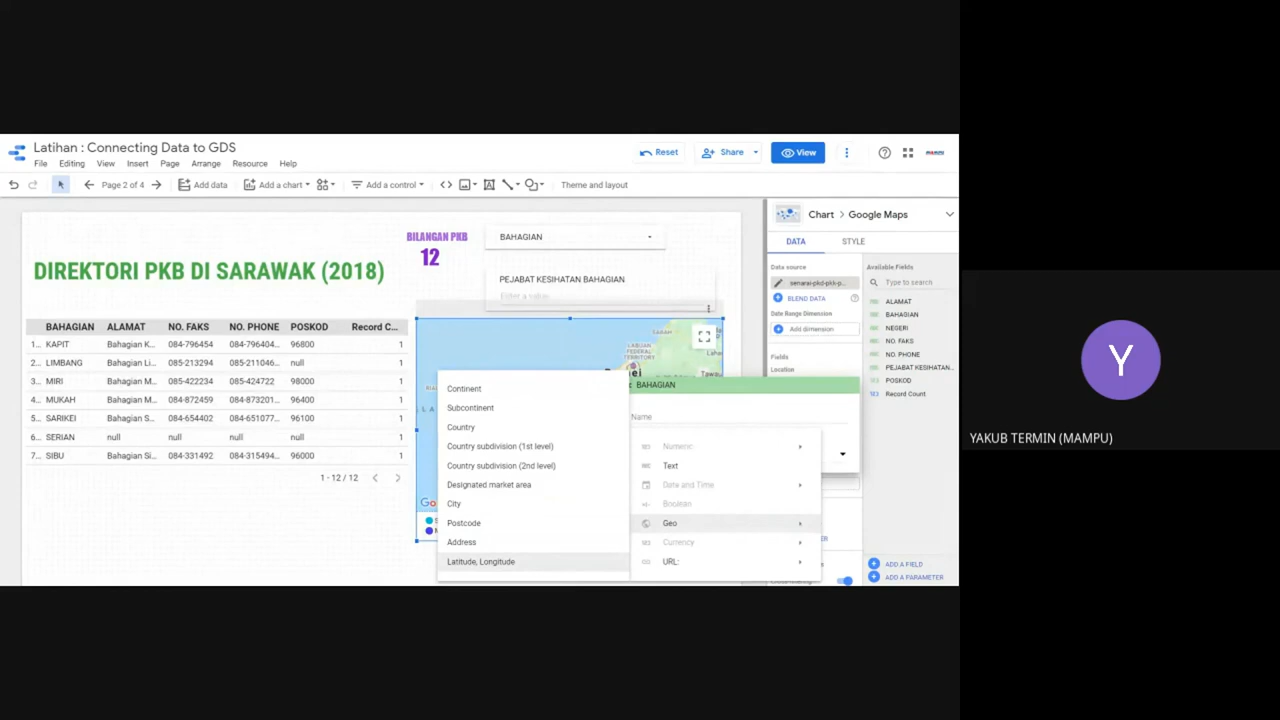 Latihan : Connecting Data to GDS
File Editing View Insert Page Arrange Resource Help
Reset Share View
Page 2 of 4 Add data Add a chart Add a control Theme and layout
BILANGAN PKB
12
BAHAGIAN
DIREKTORI PKB DI SARAWAK (2018)
PEJABAT KESIHATAN BAHAGIAN
Enter a value
BAHAGIAN ALAMAT NO. FAKS NO. PHONE POSKOD Record C...
1... KAPIT Bahagian K... 084-796454 084-796404... 96800 1
2... LIMBANG Bahagian Li... 085-213294 085-211046... null 1
3... MIRI Bahagian M... 085-422234 085-424722 98000 1
4... MUKAH Bahagian M... 084-872459 084-873201... 96400 1
5... SARIKEI Bahagian S... 084-654402 084-651077... 96100 1
6... SERIAN null null null null 1
7... SIBU Bahagian Si... 084-331492 084-315494... 96000 1
1 - 12 / 12
LABUAN
FEDERAL
TERRITORY
Continent
Subcontinent
Country
Country subdivision (1st level)
Country subdivision (2nd level)
Designated market area
City
Postcode
Address
Latitude, Longitude
BAHAGIAN
Name
Numeric
Text
Date and Time
Boolean
Geo
Currency
URL:
Chart > Google Maps
DATA STYLE
Data source
senarai-pkd-pkk-p...
BLEND DATA
Date Range Dimension
Add dimension
Fields
Location
Available Fields
Type to search
ALAMAT
BAHAGIAN
NEGERI
NO. FAKS
NO. PHONE
PEJABAT KESIHATAN...
POSKOD
Record Count
ADD A FIELD
ADD A PARAMETER
Y
YAKUB TERMIN (MAMPU)